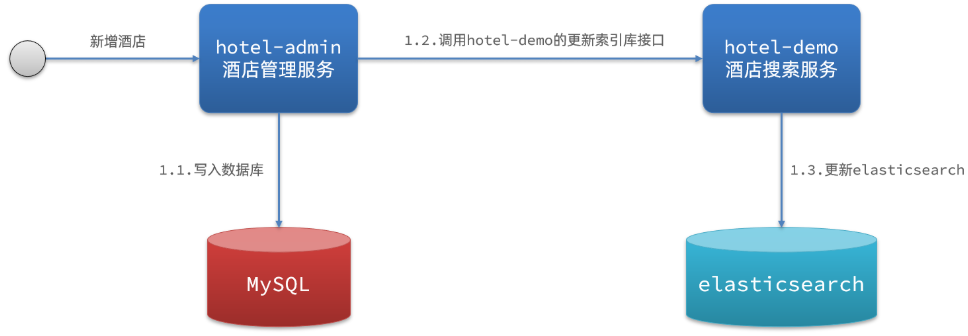 新增酒店
hotel-admin
酒店管理服务
1.2.调用hotel-demo的更新索引库接口
hotel-demo
酒店搜索服务
1.1.写入数据库
1.3.更新elasticsearch
MySQL
elasticsearch